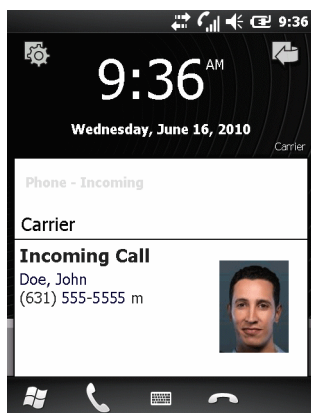 9:36
9:36 AM
Wednesday, June 16, 2010
Carrier
Phone - Incoming
Carrier
Incoming Call
Doe, John
(631) 555-5555 m